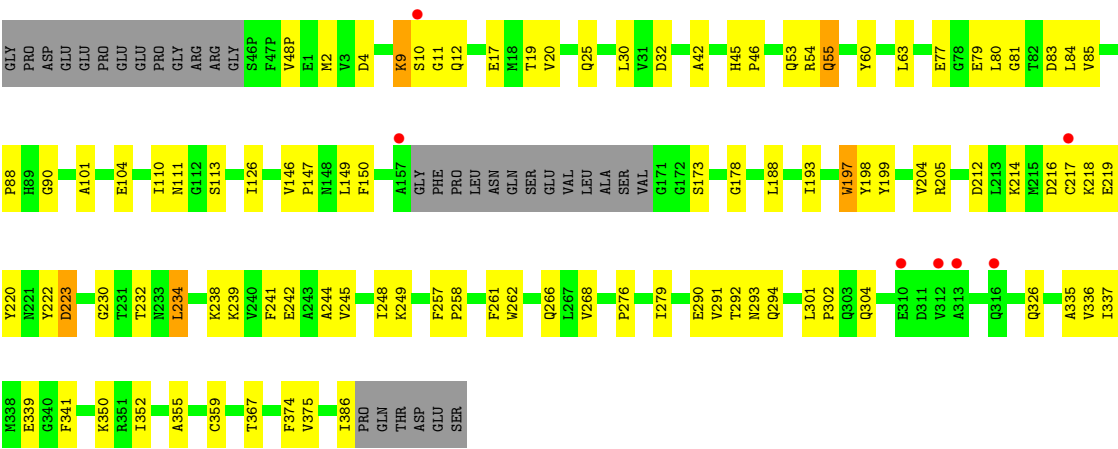 GLY PRO ASP GLU GLU PRO GLU GLU PRO GLY ARG ARG GLY S46P F47P V48P E1 M2 V3 D4 K9 S10 G11 Q12 E17 M18 T19 V20 Q25 L30 V31 D32 A42 H45 P46 Q53 R54 Q55 Y60 L63 E77 G78 E79 L80 G81 T82 D83 L84 V85
P88 H89 G90 A101 E104 I110 N111 G112 S113 I126 V146 P147 N148 L149 F150 A157 GLY PHE PRO LEU ASN GLN SER GLU VAL LEU ALA SER VAL G171 G172 S173 G178 L188 I193 W197 Y198 Y199 V204 R205 D212 L213 K214 M215 D216 C217 K218 E219
Y220 N221 Y222 D223 G230 T231 T232 N233 L234 K238 K239 V240 F241 E242 A243 A244 V245 I248 K249 F257 P258 F261 W262 Q266 L267 V268 P276 I279 E290 V291 T292 N293 Q294 L301 P302 Q303 Q304 E310 D311 V312 A313 Q316 Q326 A335 V336 I337
M338 E339 G340 F341 K350 R351 I352 A355 C359 T367 F374 V375 I386 PRO GLN THR ASP GLU SER